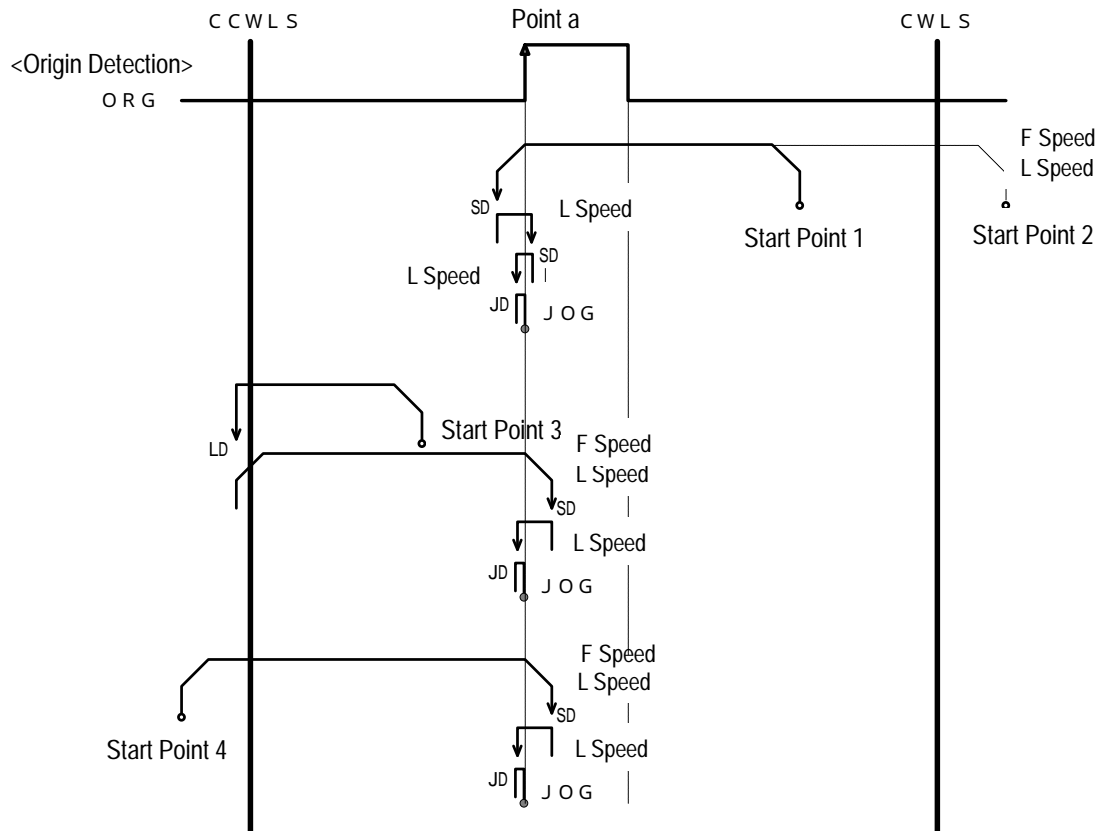 CCWLS
Point a
CWLS
<Origin Detection>
ORG
F Speed
L Speed
SD
L Speed
Start Point 1
Start Point 2
SD
L Speed
JD
JOG
Start Point 3
LD
F Speed
L Speed
SD
L Speed
JD
JOG
F Speed
L Speed
SD
Start Point 4
L Speed
JD
JOG